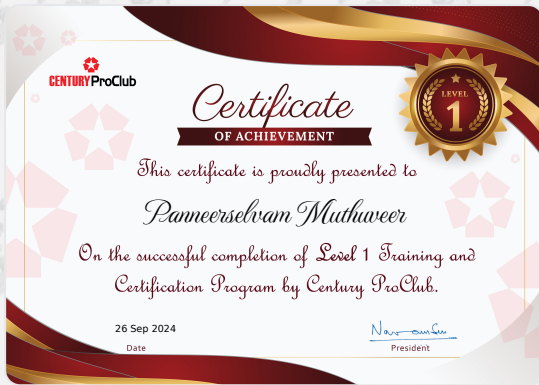 CENTURY ProClub
LEVEL
1
Certificate
OF ACHIEVEMENT
This certificate is proudly presented to
Panneerselvam Muthuveer
On the successful completion of Level 1 Training and
Certification Program by Century ProClub.
26 Sep 2024
Date
President